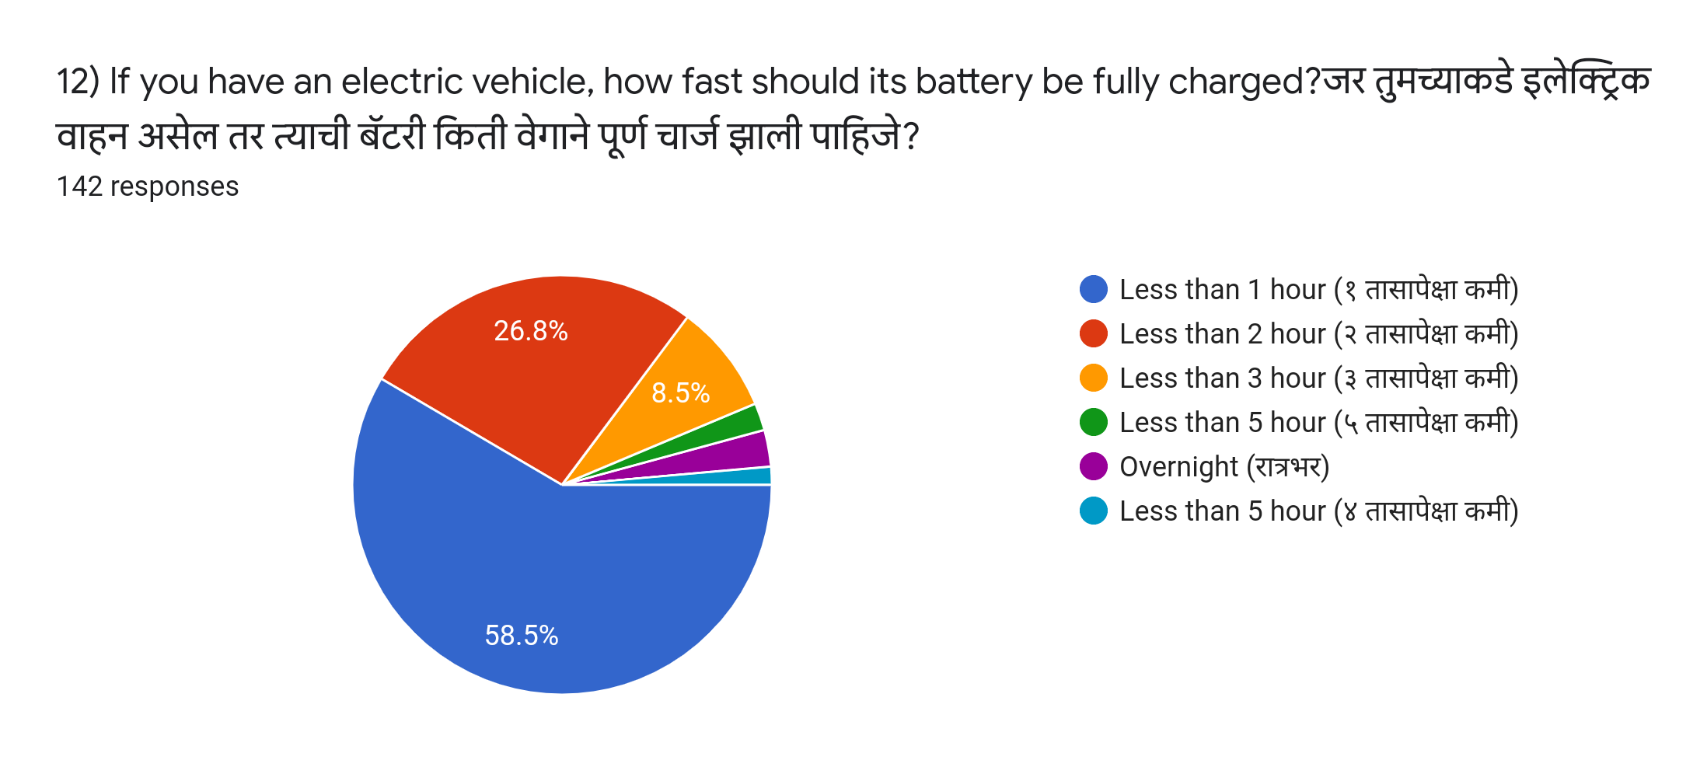 12) If you have an electric vehicle, how fast should its battery be fully charged?जर तुमच्याकडे इलेक्ट्रिक
वाहन असेल तर त्याची बॅटरी किती वेगाने पूर्ण चार्ज झाली पाहिजे?
142 responses
Less than 1 hour (१ तासापेक्षा कमी)
Less than 2 hour (२ तासापेक्षा कमी)
Less than 3 hour (३ तासापेक्षा कमी)
Less than 5 hour (५ तासापेक्षा कमी)
Overnight (रात्रभर)
Less than 5 hour (४ तासापेक्षा कमी)
26.8%
8.5%
58.5%